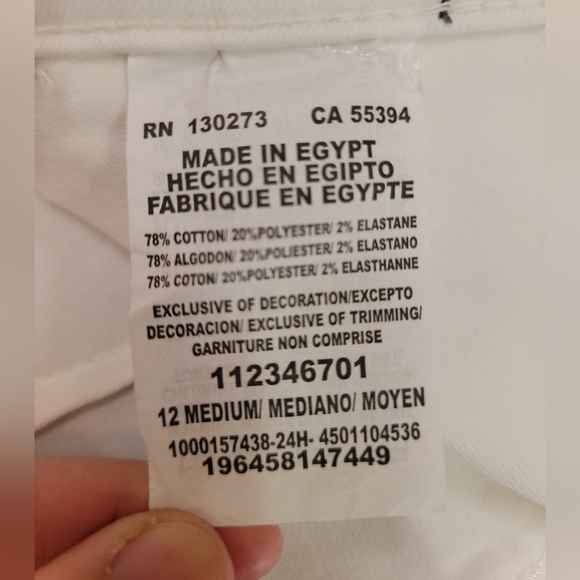 RN 130273 CA 55394
MADE IN EGYPT
HECHO EN EGIPTO
FABRIQUE EN EGYPTE
78% COTTON/ 20%POLYESTER/ 2% ELASTANE
78% ALGODON/ 20%POLIESTER/ 2% ELASTANO
78% COTON/ 20%POLYESTER/ 2% ELASTHANNE
EXCLUSIVE OF DECORATION/EXCEPTO
DECORACION/ EXCLUSIVE OF TRIMMING/
GARNITURE NON COMPRISE
112346701
12 MEDIUM/ MEDIANO/ MOYEN
1000157438-24H- 4501104536
196458147449